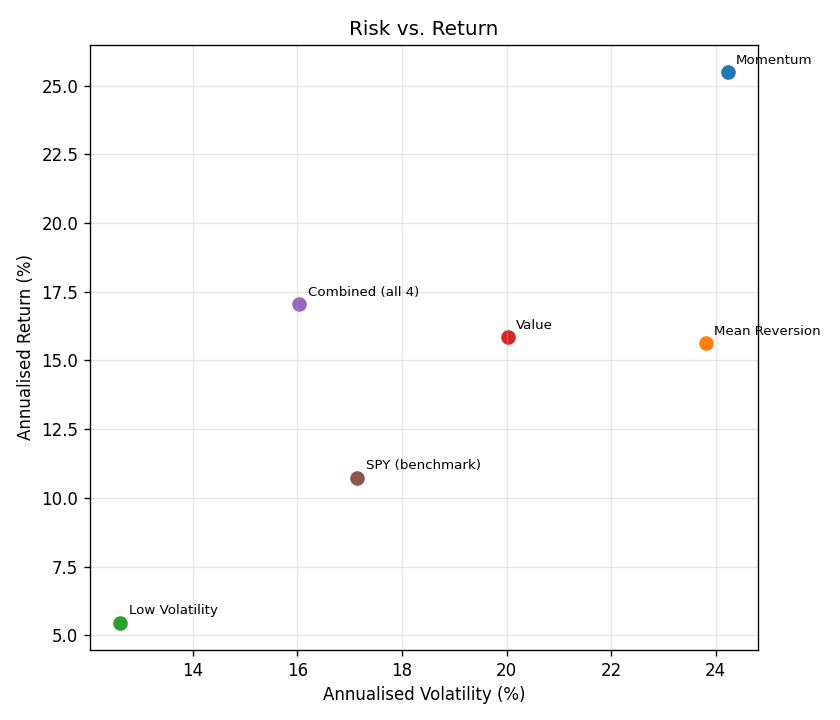 Risk vs. Return
Momentum
25.0
22.5
20.0
17.5
Combined (all 4)
Value
Mean Reversion
15.0
12.5
SPY (benchmark)
10.0
7.5
Low Volatility
5.0
Annualised Return (%)
14 16 18 20 22 24
Annualised Volatility (%)